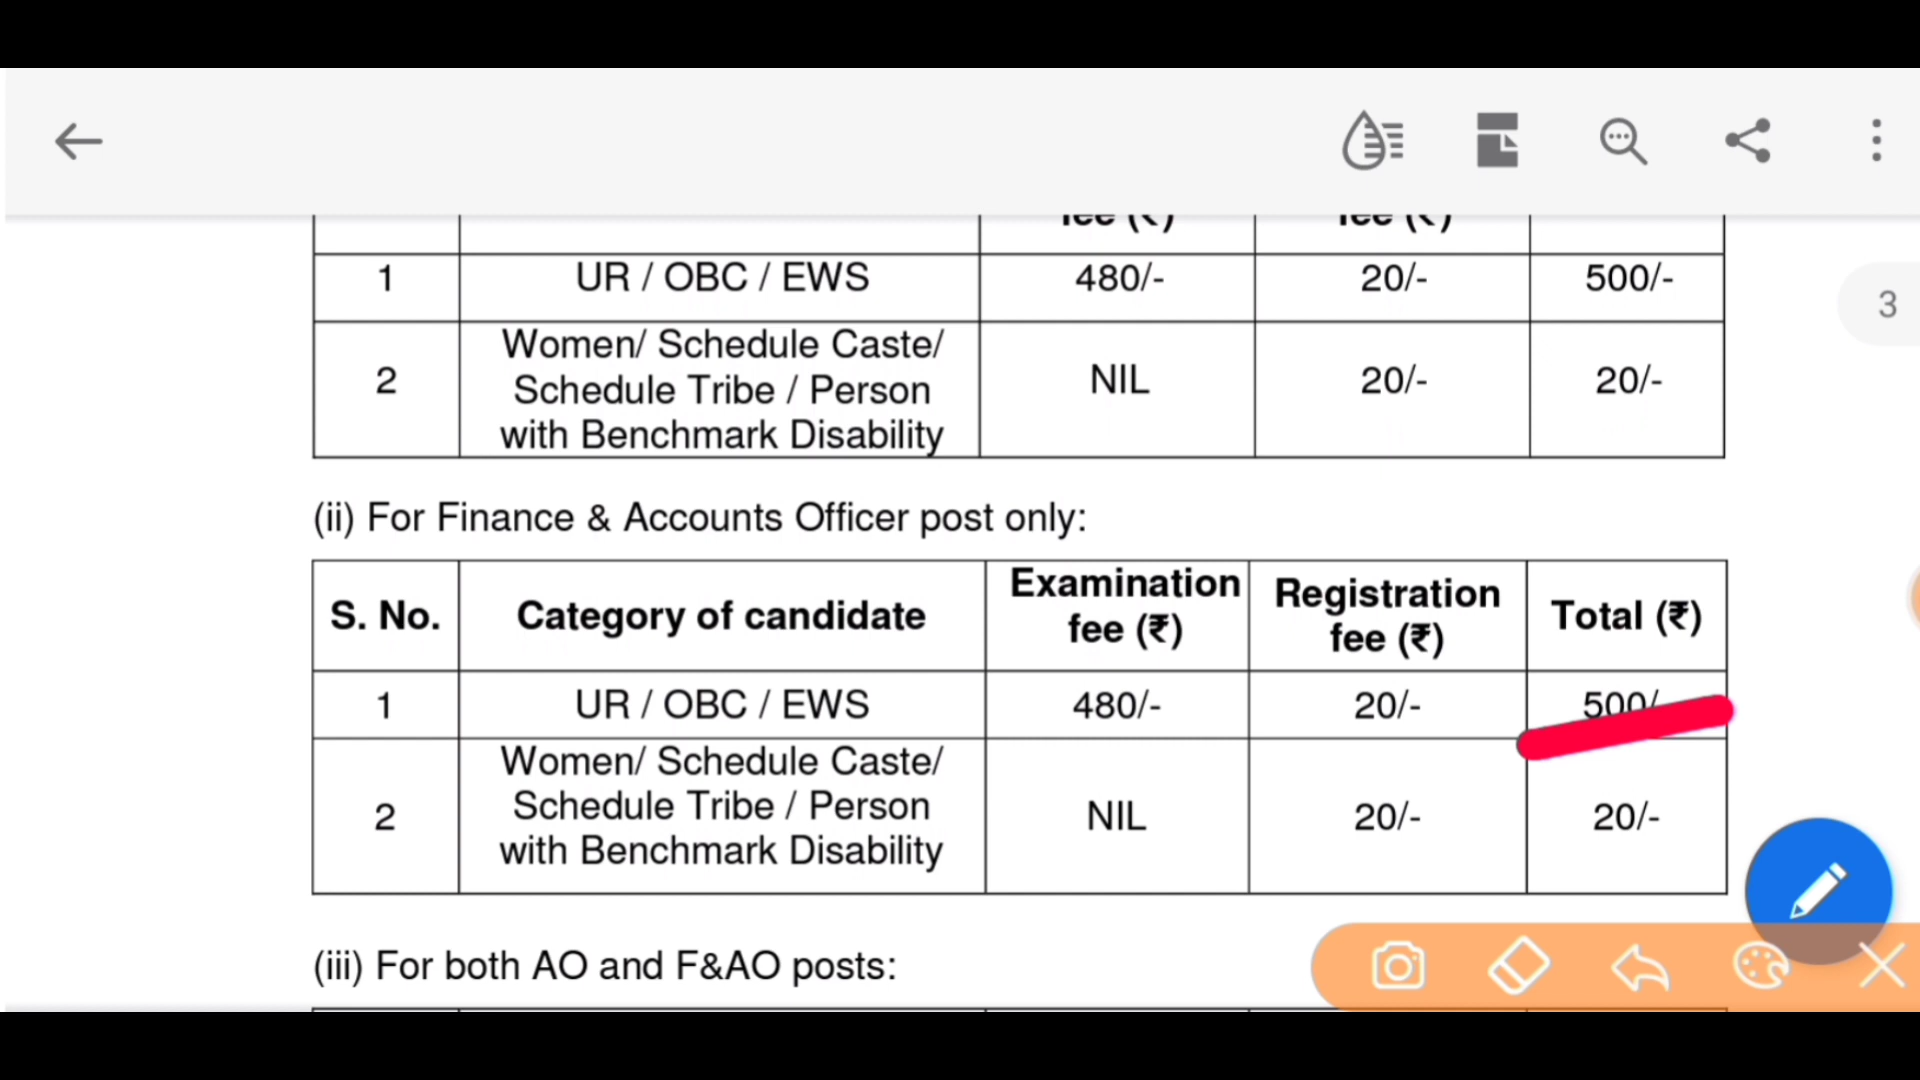 fee (₹) fee (₹)
1 UR / OBC / EWS 480/- 20/- 500/-
Women/ Schedule Caste/
2 Schedule Tribe / Person NIL 20/- 20/-
with Benchmark Disability
3
(ii) For Finance & Accounts Officer post only:
S. No. Category of candidate Examination fee (₹) Registration fee (₹) Total (₹)
1 UR / OBC / EWS 480/- 20/- 500/-
Women/ Schedule Caste/
2 Schedule Tribe / Person NIL 20/- 20/-
with Benchmark Disability
(iii) For both AO and F&AO posts: